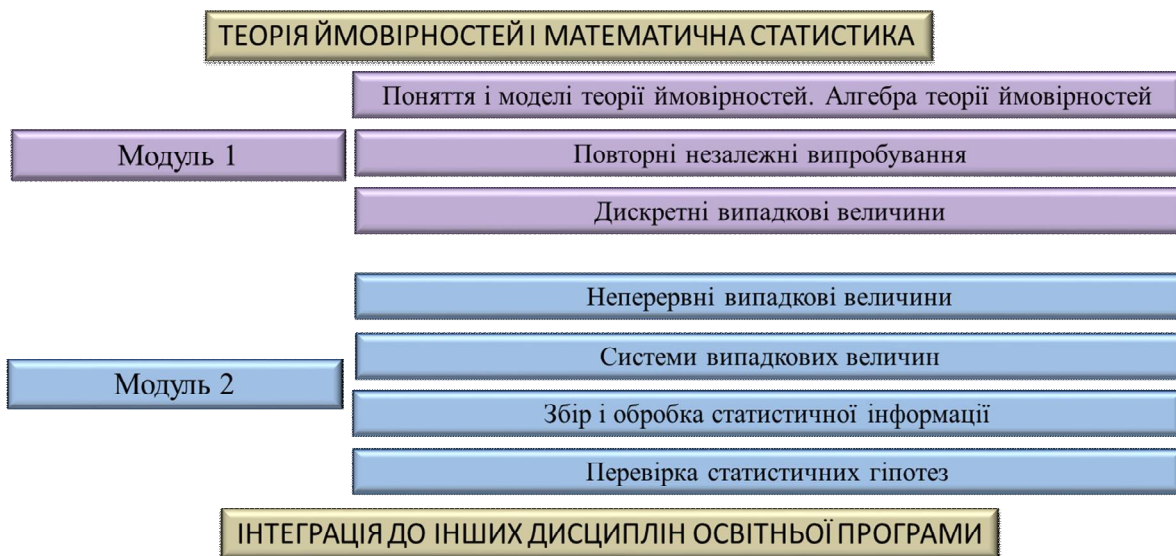 ТЕОРІЯ ЙМОВІРНОСТЕЙ І МАТЕМАТИЧНА СТАТИСТИКА
Поняття і моделі теорії ймовірностей. Алгебра теорії ймовірностей
Модуль 1
Повторні незалежні випробування
Дискретні випадкові величини
Неперервні випадкові величини
Системи випадкових величин
Модуль 2
Збір і обробка статистичної інформації
Перевірка статистичних гіпотез
ІНТЕГРАЦІЯ ДО ІНШИХ ДИСЦИПЛІН ОСВІТНЬОЇ ПРОГРАМИ